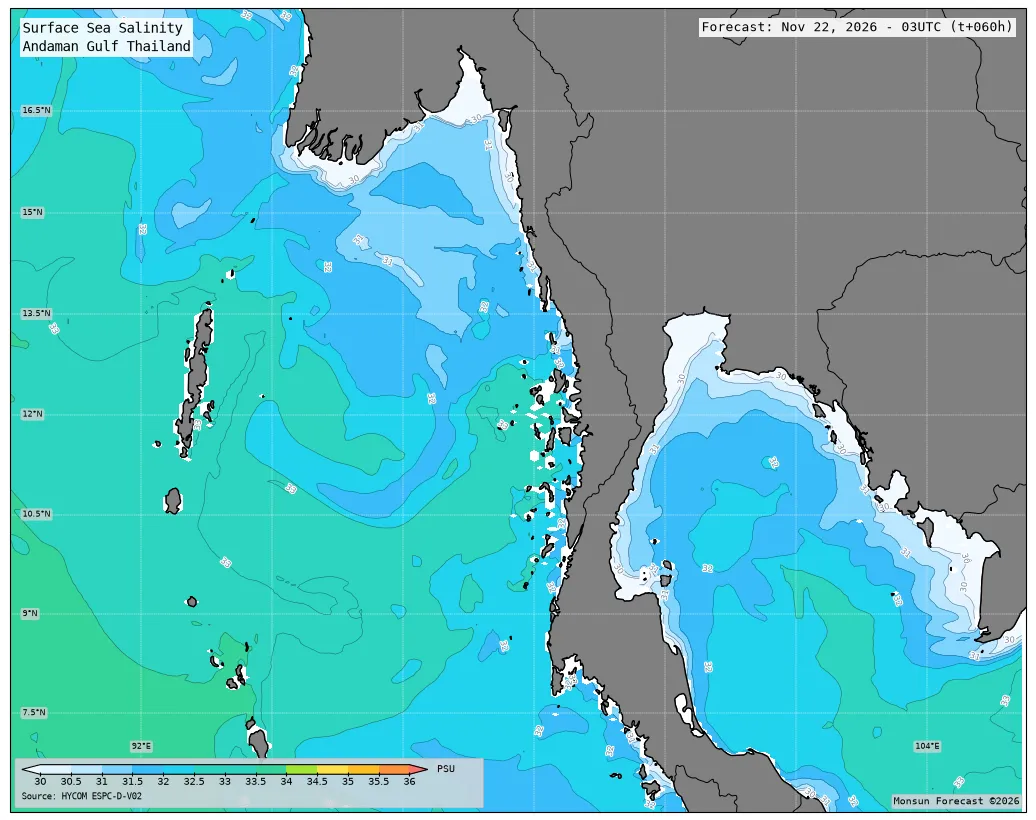 Surface Sea Salinity
Andaman Gulf Thailand
Forecast: Nov 22, 2026 - 03UTC (t+060h)
16.5°N
15°N
13.5°N
12°N
10.5°N
9°N
7.5°N
92°E
104°E
30 30.5 31 31.5 32 32.5 33 33.5 34 34.5 35 35.5 36 PSU
Source: HYCOM ESPC-D-V02
Monsun Forecast ©2026